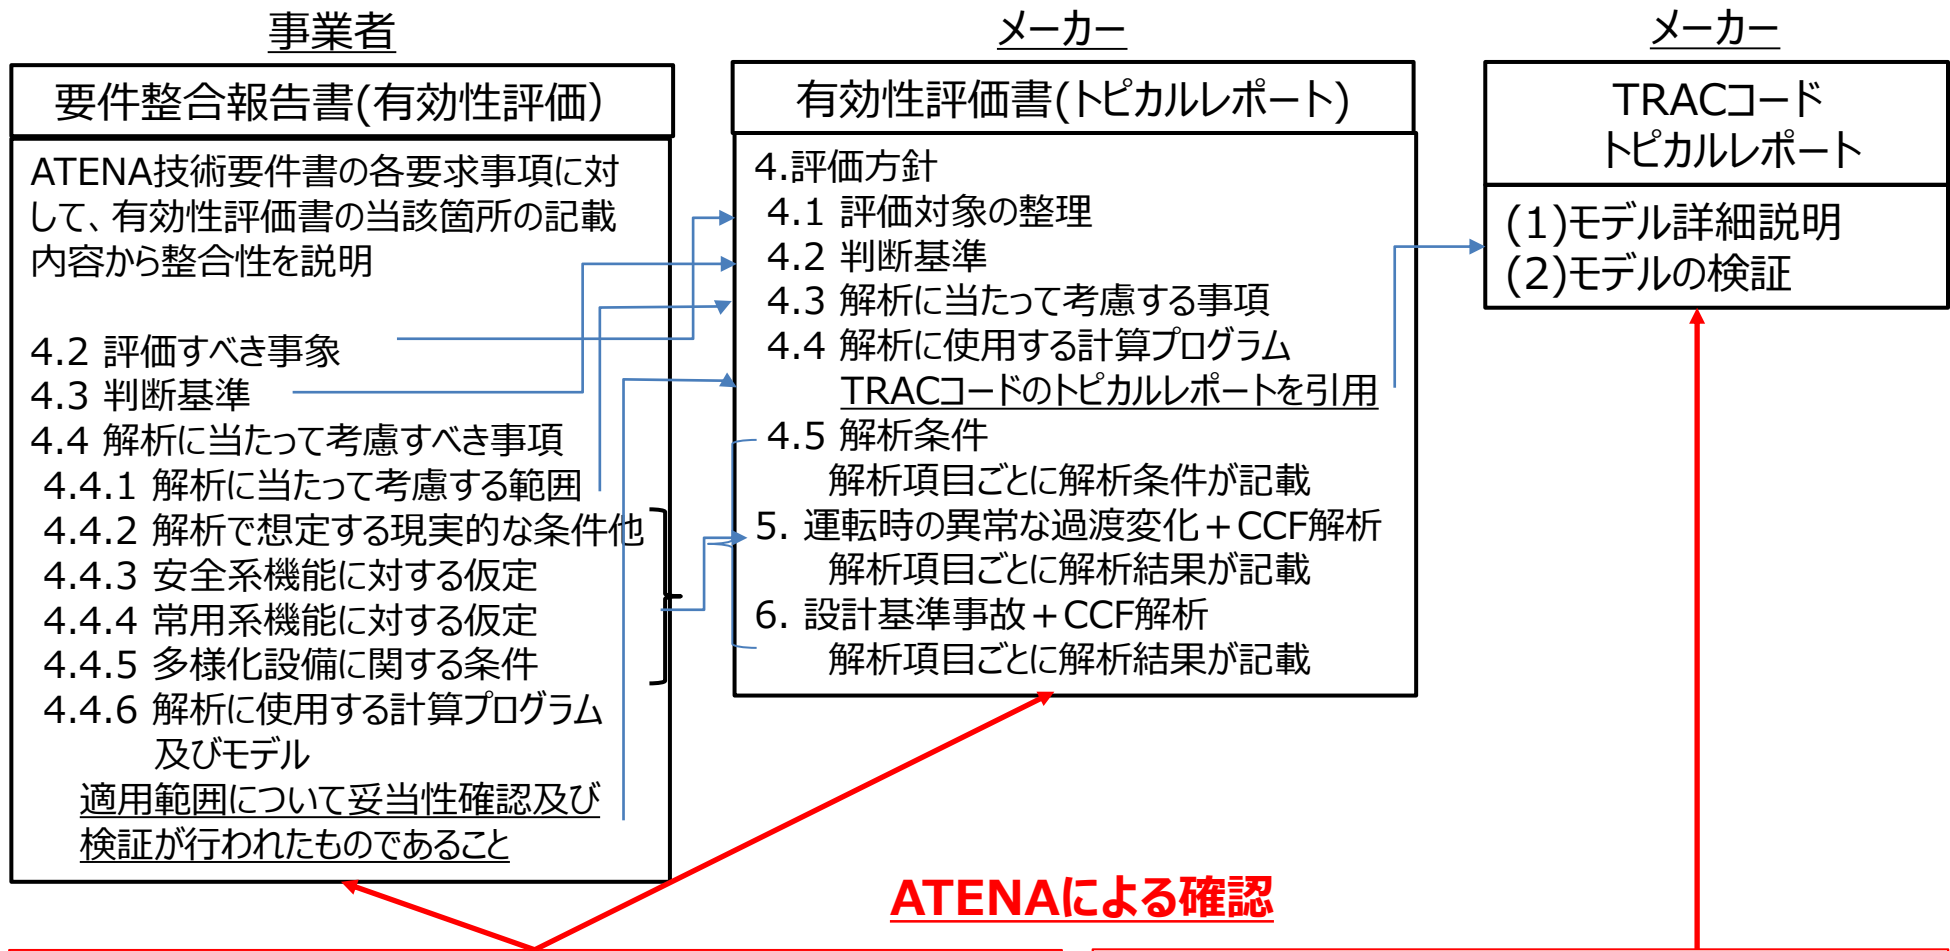 事業者
要件整合報告書(有効性評価)
ATENA技術要件書の各要求事項に対
して、有効性評価書の当該箇所の記載
内容から整合性を説明
4.2 評価すべき事象
4.3 判断基準
4.4 解析に当たって考慮すべき事項
4.4.1 解析に当たって考慮する範囲
4.4.2 解析で想定する現実的な条件他
4.4.3 安全系機能に対する仮定
4.4.4 常用系機能に対する仮定
4.4.5 多様化設備に関する条件
4.4.6 解析に使用する計算プログラム
及びモデル
適用範囲について妥当性確認及び
検証が行われたものであること
メーカー
有効性評価書(トピカルレポート)
4.評価方針
4.1 評価対象の整理
4.2 判断基準
4.3 解析に当たって考慮する事項
4.4 解析に使用する計算プログラム
TRACコードのトピカルレポートを引用
4.5 解析条件
解析項目ごとに解析条件が記載
5. 運転時の異常な過渡変化+CCF解析
解析項目ごとに解析結果が記載
6. 設計基準事故+CCF解析
解析項目ごとに解析結果が記載
メーカー
TRACコード
トピカルレポート
(1)モデル詳細説明
(2)モデルの検証
ATENAによる確認